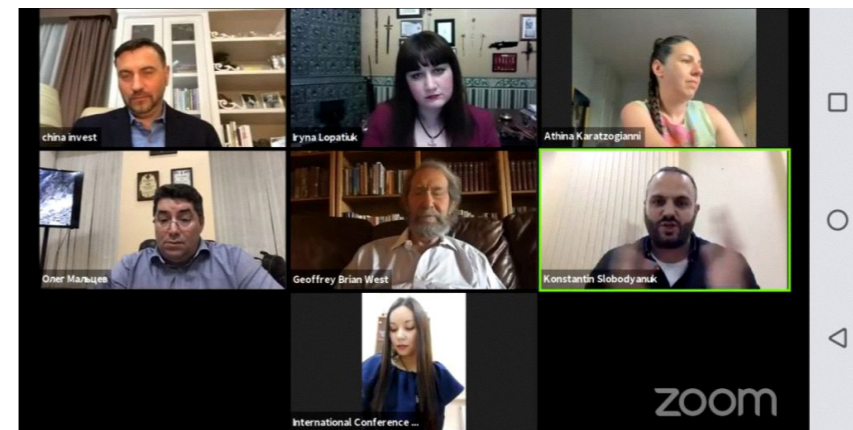 china invest
Iryna Lopatiuk
Athina Karatzogianni
Олег Мальцев
Geoffrey Brian West
Konstantin Slobodyanuk
International Conference ...
zoom